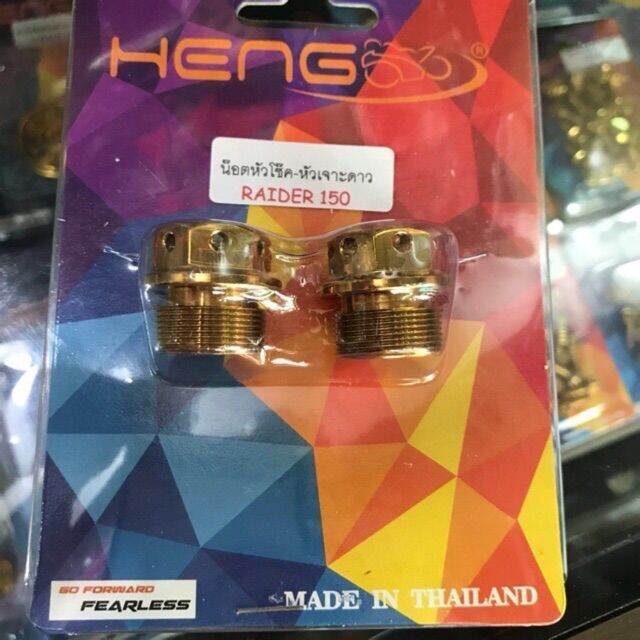 HENG ®
น๊อตหัวโช๊ค-หัวเจาะดาว
RAIDER 150
GO FORWARD
FEARLESS
MADE IN THAILAND